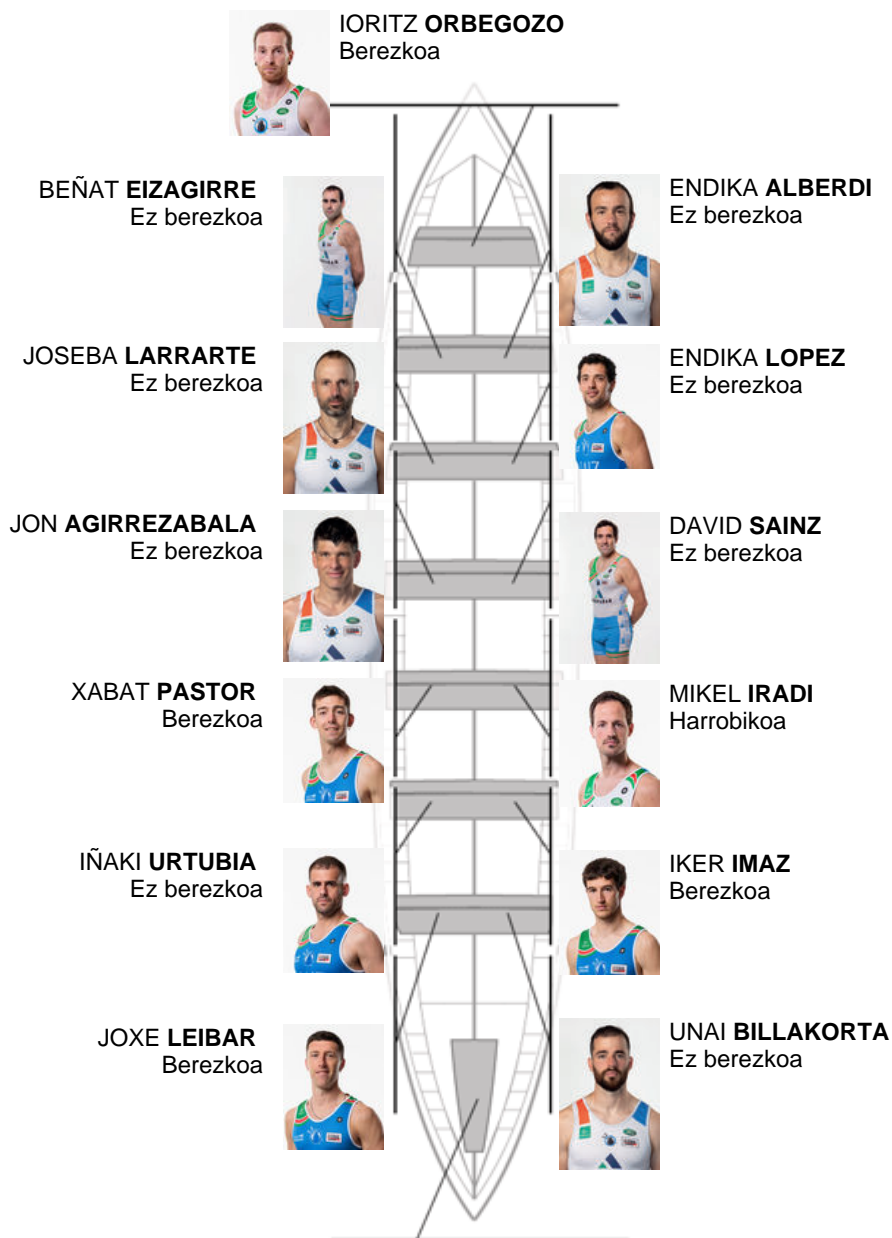 IORITZ ORBEGOZO
Berezkoa
BEÑAT EIZAGIRRE
Ez berezkoa
ENDIKA ALBERDI
Ez berezkoa
JOSEBA LARRARTE
Ez berezkoa
ENDIKA LOPEZ
Ez berezkoa
JON AGIRREZABALA
Ez berezkoa
DAVID SAINZ
Ez berezkoa
XABAT PASTOR
Berezkoa
MIKEL IRADI
Harrobikoa
IÑAKI URTUBIA
Ez berezkoa
IKER IMAZ
Berezkoa
JOXE LEIBAR
Berezkoa
UNAI BILLAKORTA
Ez berezkoa